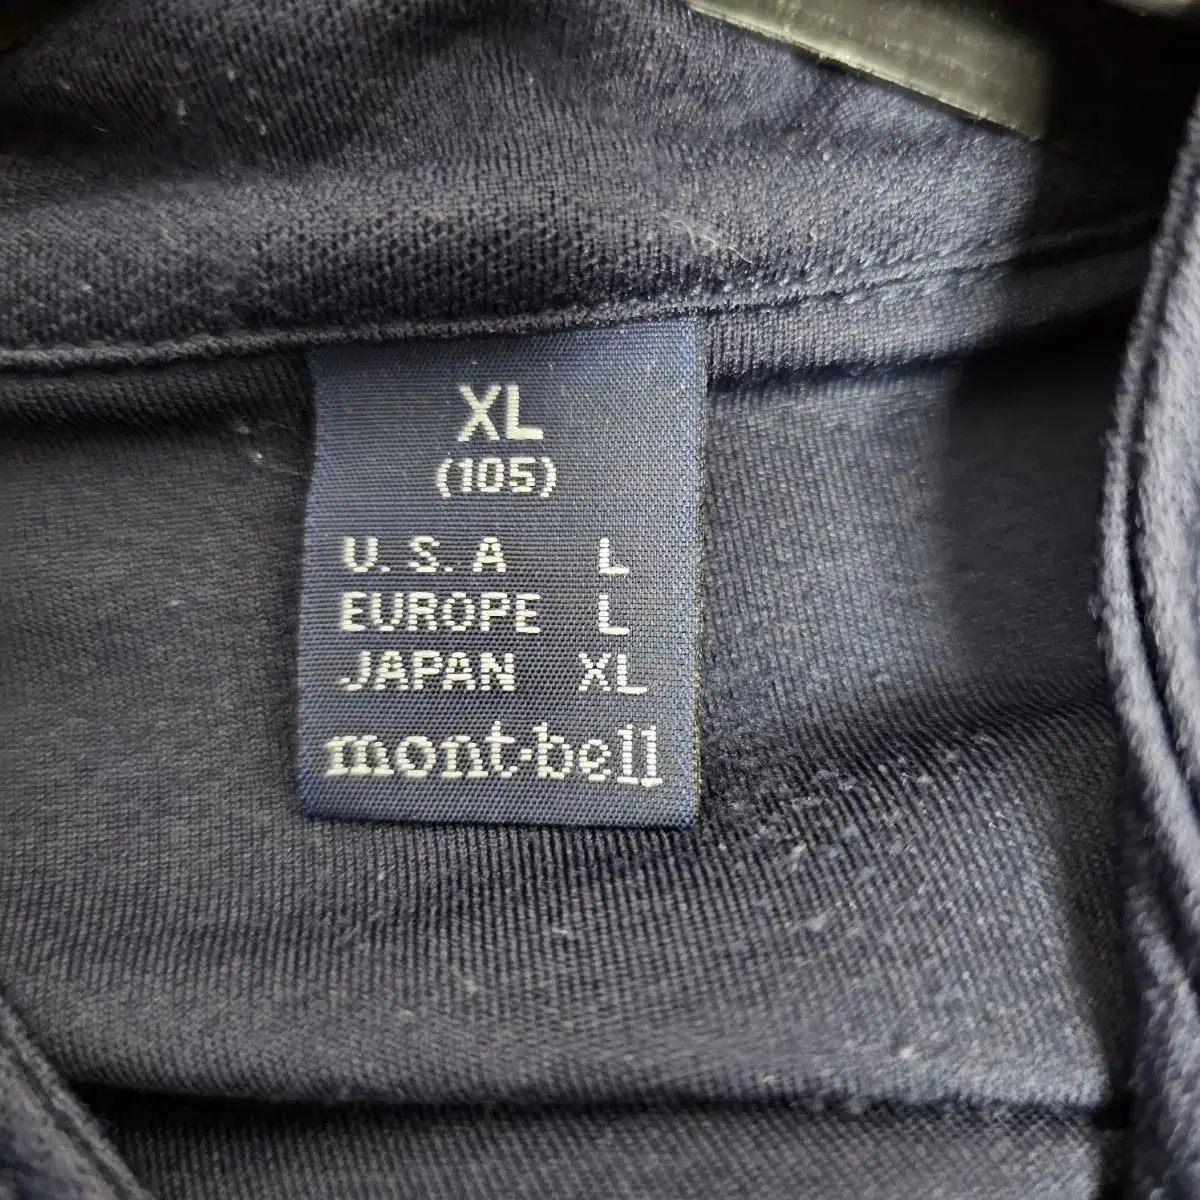 XL
(105)
U.S.A L
EUROPE L
JAPAN XL
mont-bell